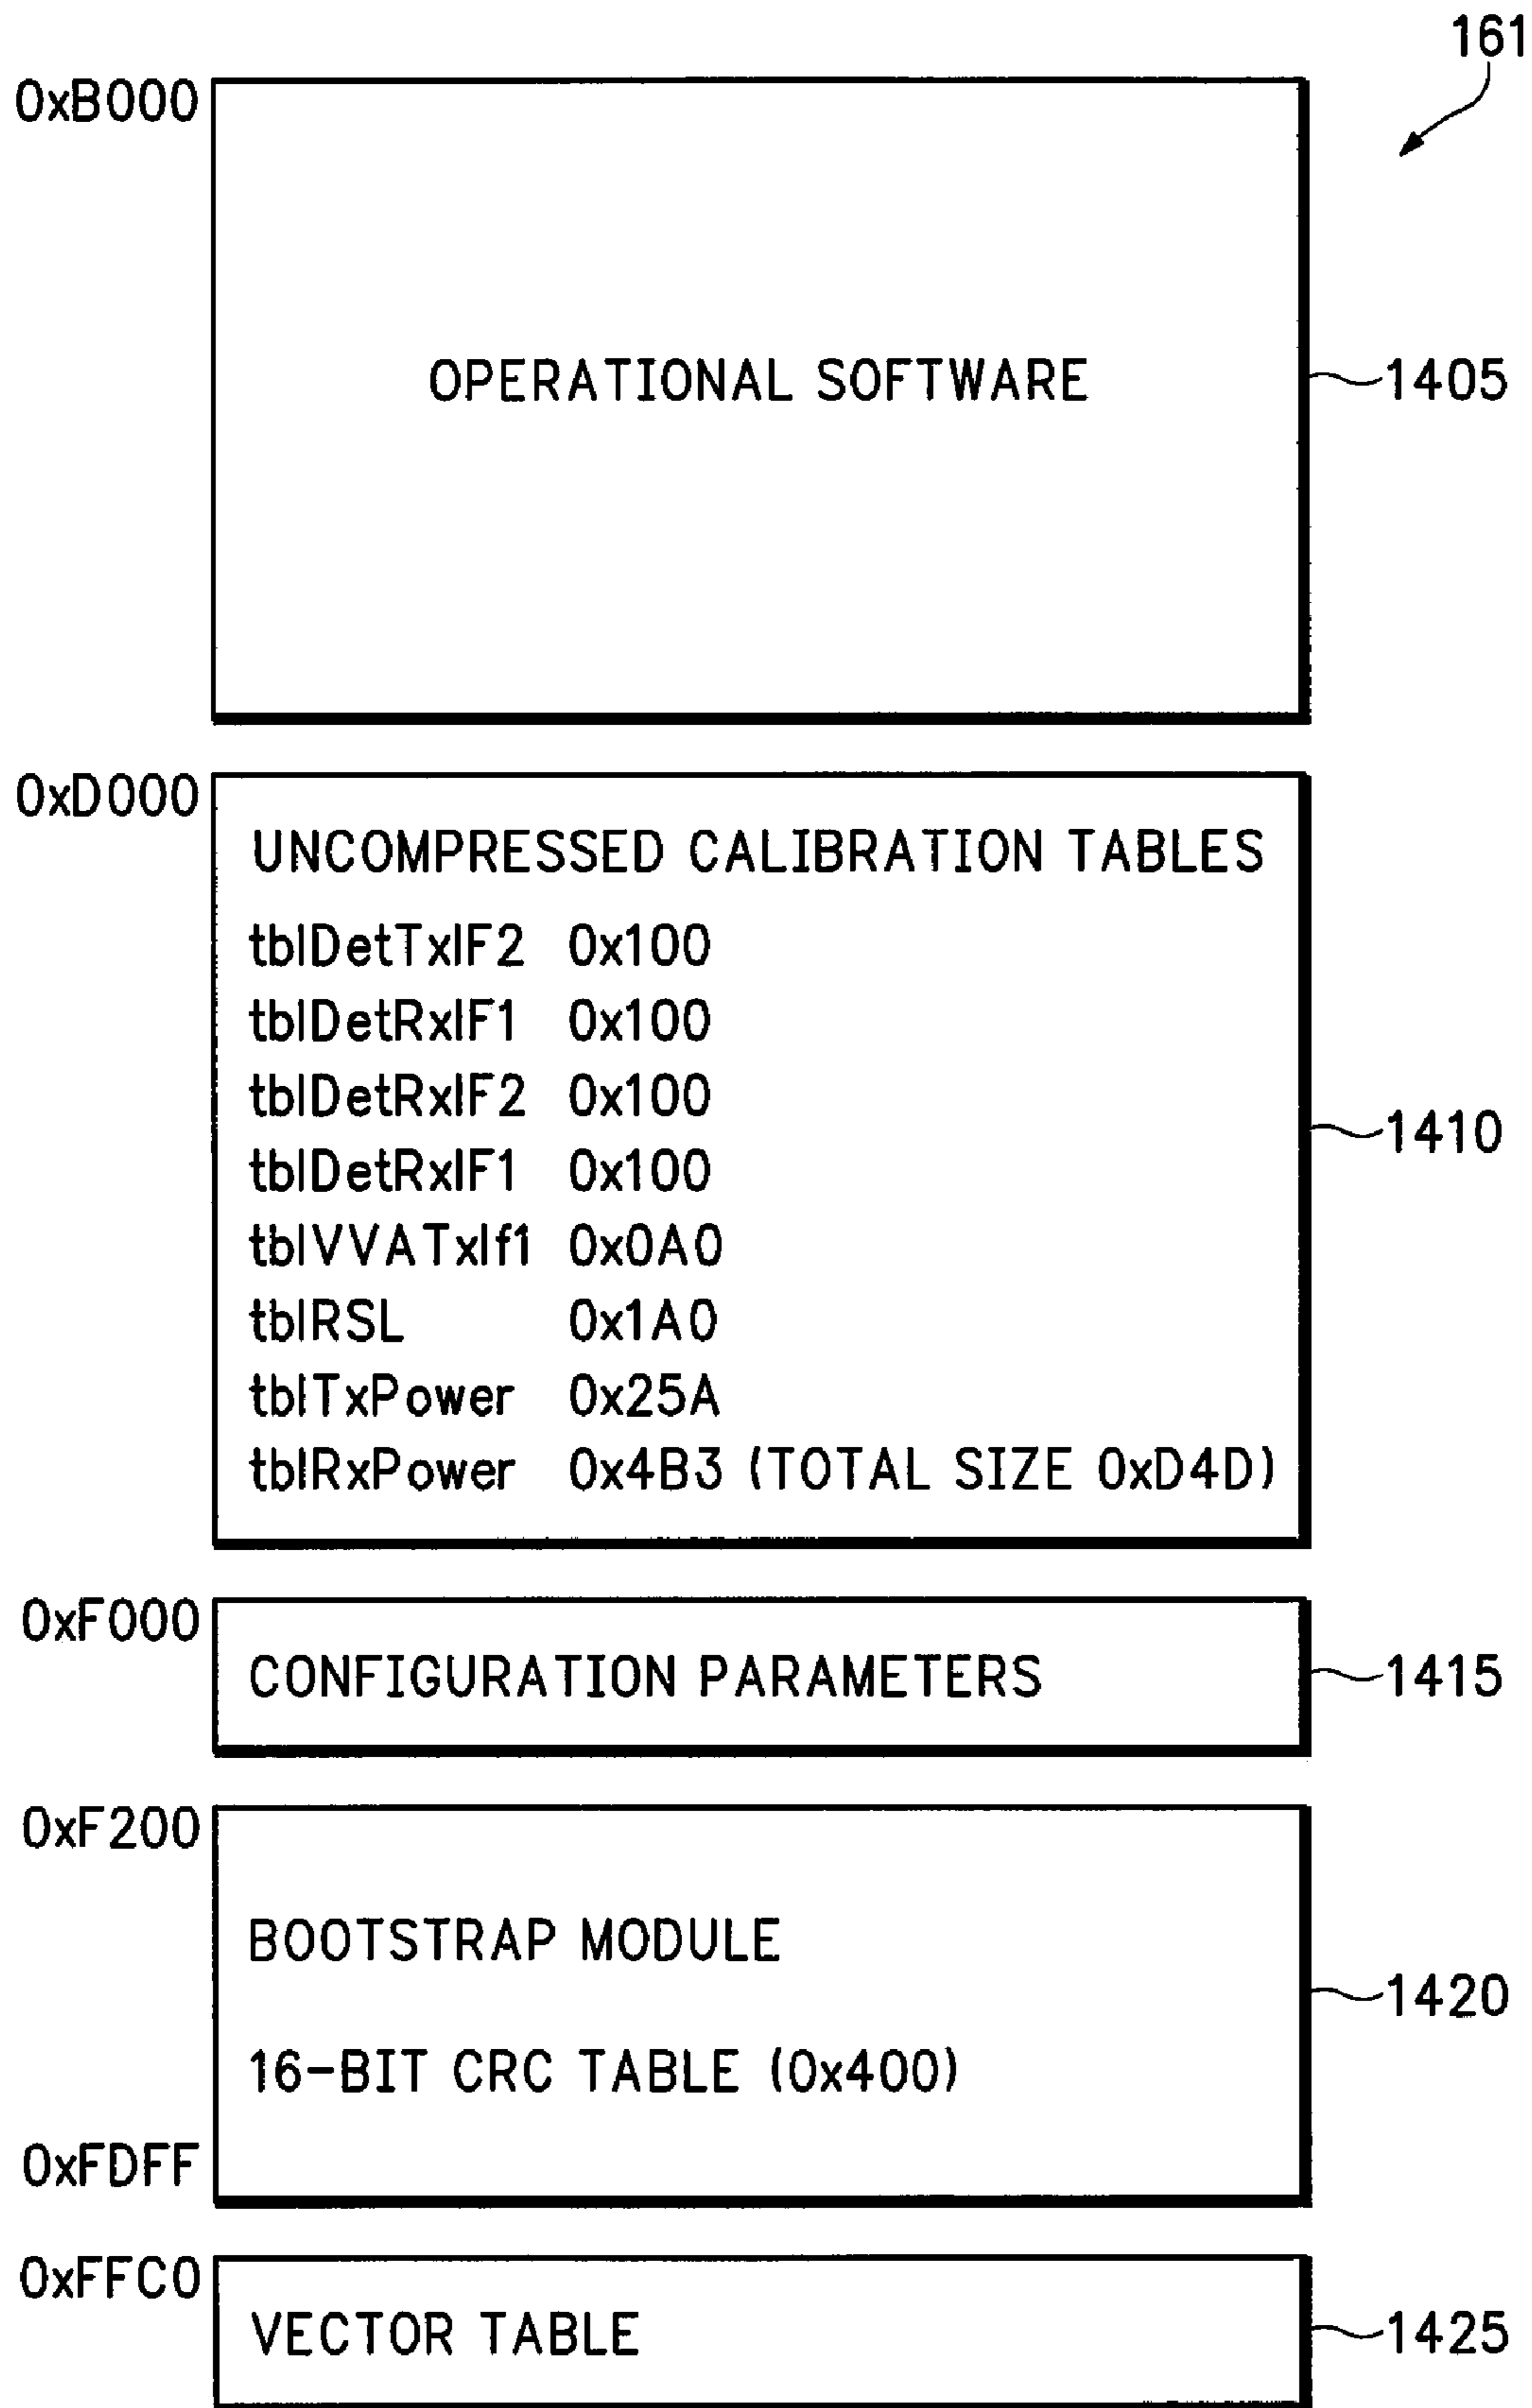 161
0xB000
OPERATIONAL SOFTWARE
1405
0xD000
UNCOMPRESSED CALIBRATION TABLES
tblDetTxIF2 0x100
tblDetRxIF1 0x100
tblDetRxIF2 0x100
tblDetRxIF1 0x100
tblVVATxIf1 0x0A0
tblRSL 0x1A0
tblTxPower 0x25A
tblRxPower 0x4B3 (TOTAL SIZE 0xD4D)
1410
0xF000
CONFIGURATION PARAMETERS
1415
0xF200
BOOTSTRAP MODULE
16-BIT CRC TABLE (0x400)
1420
0xFDFF
0xFFC0
VECTOR TABLE
1425